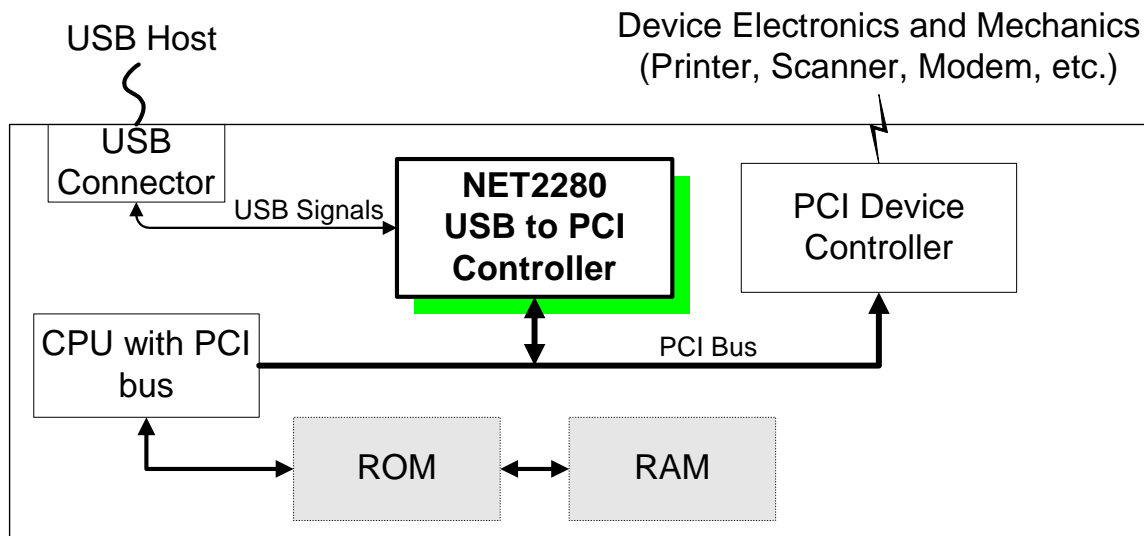 USB Host
Device Electronics and Mechanics
(Printer, Scanner, Modem, etc.)
USB
Connector
USB Signals
NET2280
USB to PCI
Controller
PCI Device
Controller
CPU with PCI
bus
PCI Bus
ROM
RAM